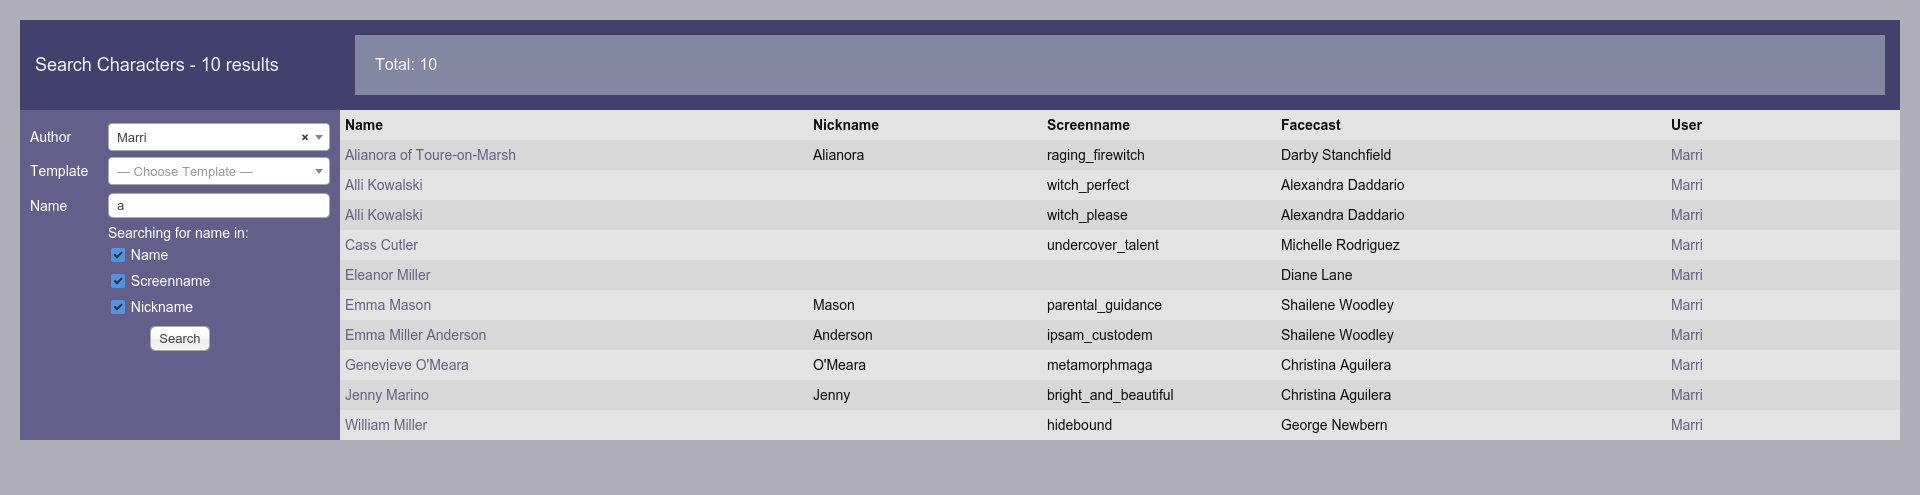 Search Characters - 10 results
Total: 10
Author Marri ×
Template — Choose Template —
Name a
Searching for name in:
Name
Screenname
Nickname
Search
Name Nickname Screenname Facecast User
Alianora of Toure-on-Marsh Alianora raging_firewitch Darby Stanchfield Marri
Alli Kowalski witch_perfect Alexandra Daddario Marri
Alli Kowalski witch_please Alexandra Daddario Marri
Cass Cutler undercover_talent Michelle Rodriguez Marri
Eleanor Miller Diane Lane Marri
Emma Mason Mason parental_guidance Shailene Woodley Marri
Emma Miller Anderson Anderson ipsam_custodem Shailene Woodley Marri
Genevieve O'Meara O'Meara metamorphmaga Christina Aguilera Marri
Jenny Marino Jenny bright_and_beautiful Christina Aguilera Marri
William Miller hidebound George Newbern Marri